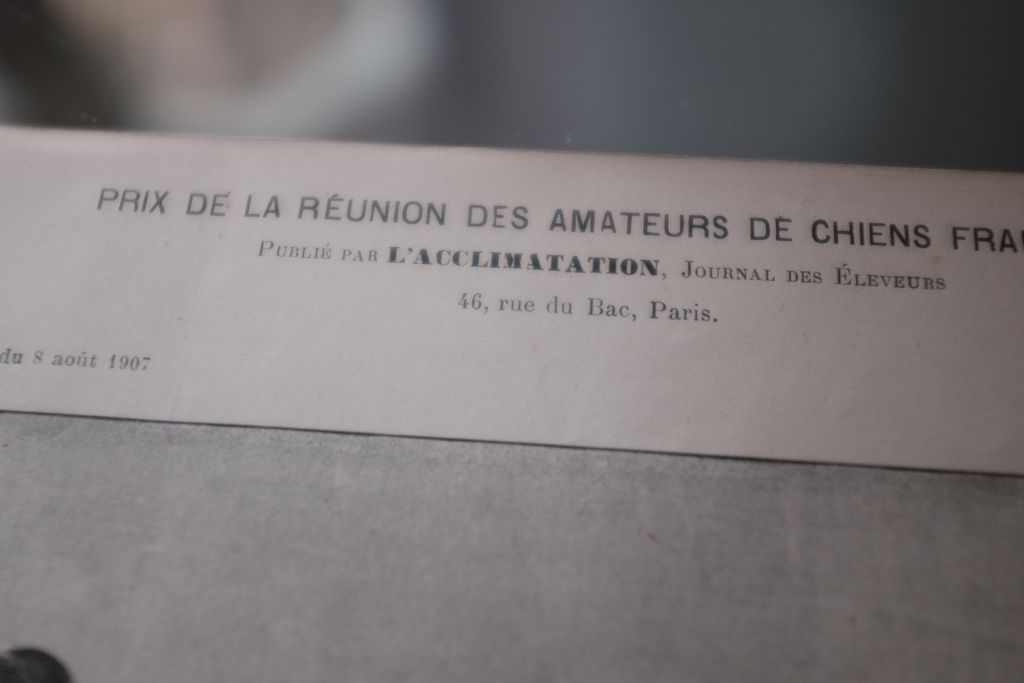 PRIX DE LA RÉUNION DES AMATEURS DE CHIENS
PUBLIÉ PAR L'ACCLIMATATION, JOURNAL DES ÉLEVEURS
46, rue du Bac, Paris.
du 8 août 1907